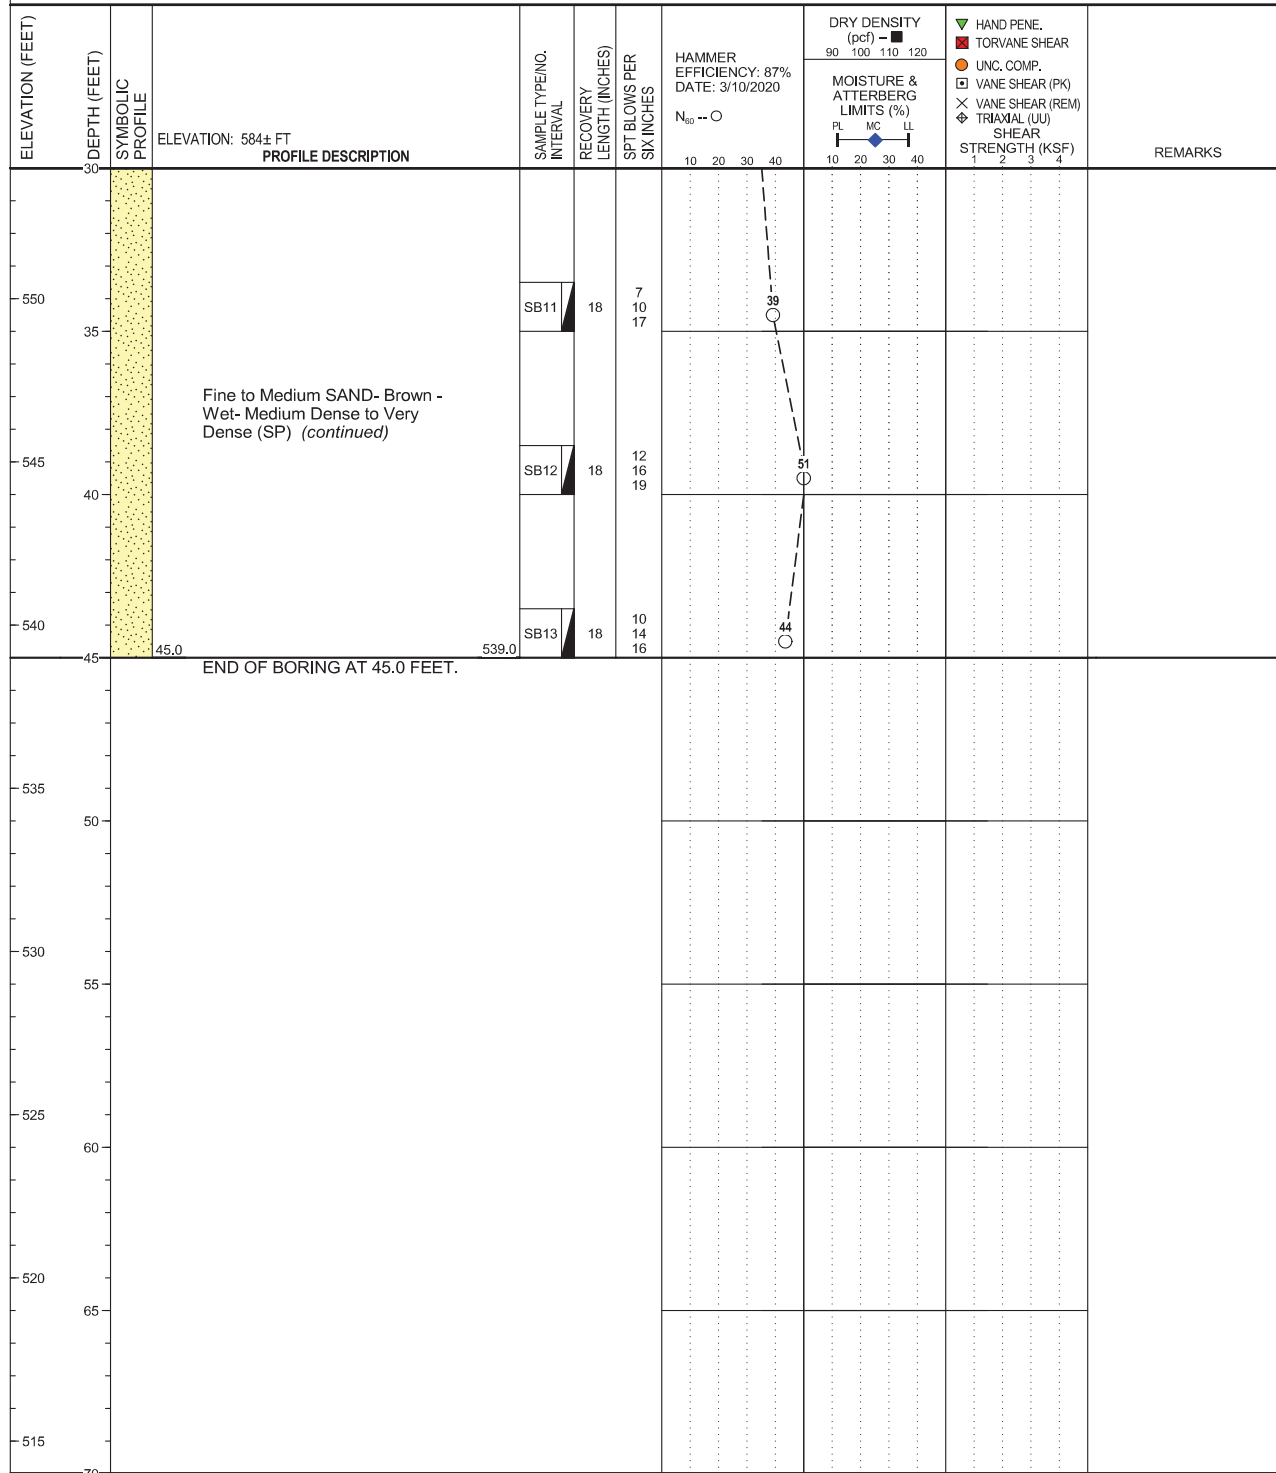 ELEVATION (FEET)
DEPTH (FEET)
SYMBOLIC
PROFILE
ELEVATION: 584± FT
PROFILE DESCRIPTION
SAMPLE TYPE/NO.
INTERVAL
RECOVERY
LENGTH (INCHES)
SPT BLOWS PER
SIX INCHES
HAMMER
EFFICIENCY: 87%
DATE: 3/10/2020
N60 -- O
10 20 30 40
DRY DENSITY
(pcf) – ■
90 100 110 120
MOISTURE &
ATTERBERG
LIMITS (%)
PL MC LL
10 20 30 40
HAND PENE.
TORVANE SHEAR
UNC. COMP.
VANE SHEAR (PK)
VANE SHEAR (REM)
TRIAXIAL (UU)
SHEAR
STRENGTH (KSF)
1 2 3 4
REMARKS
30
550
SB11 18
7
10
17
39
35
Fine to Medium SAND- Brown -
Wet- Medium Dense to Very
Dense (SP) (continued)
545
SB12 18
12
16
19
51
40
540
SB13 18
10
14
16
44
45.0 539.0
45
END OF BORING AT 45.0 FEET.
535
50
530
55
525
60
520
65
515
70